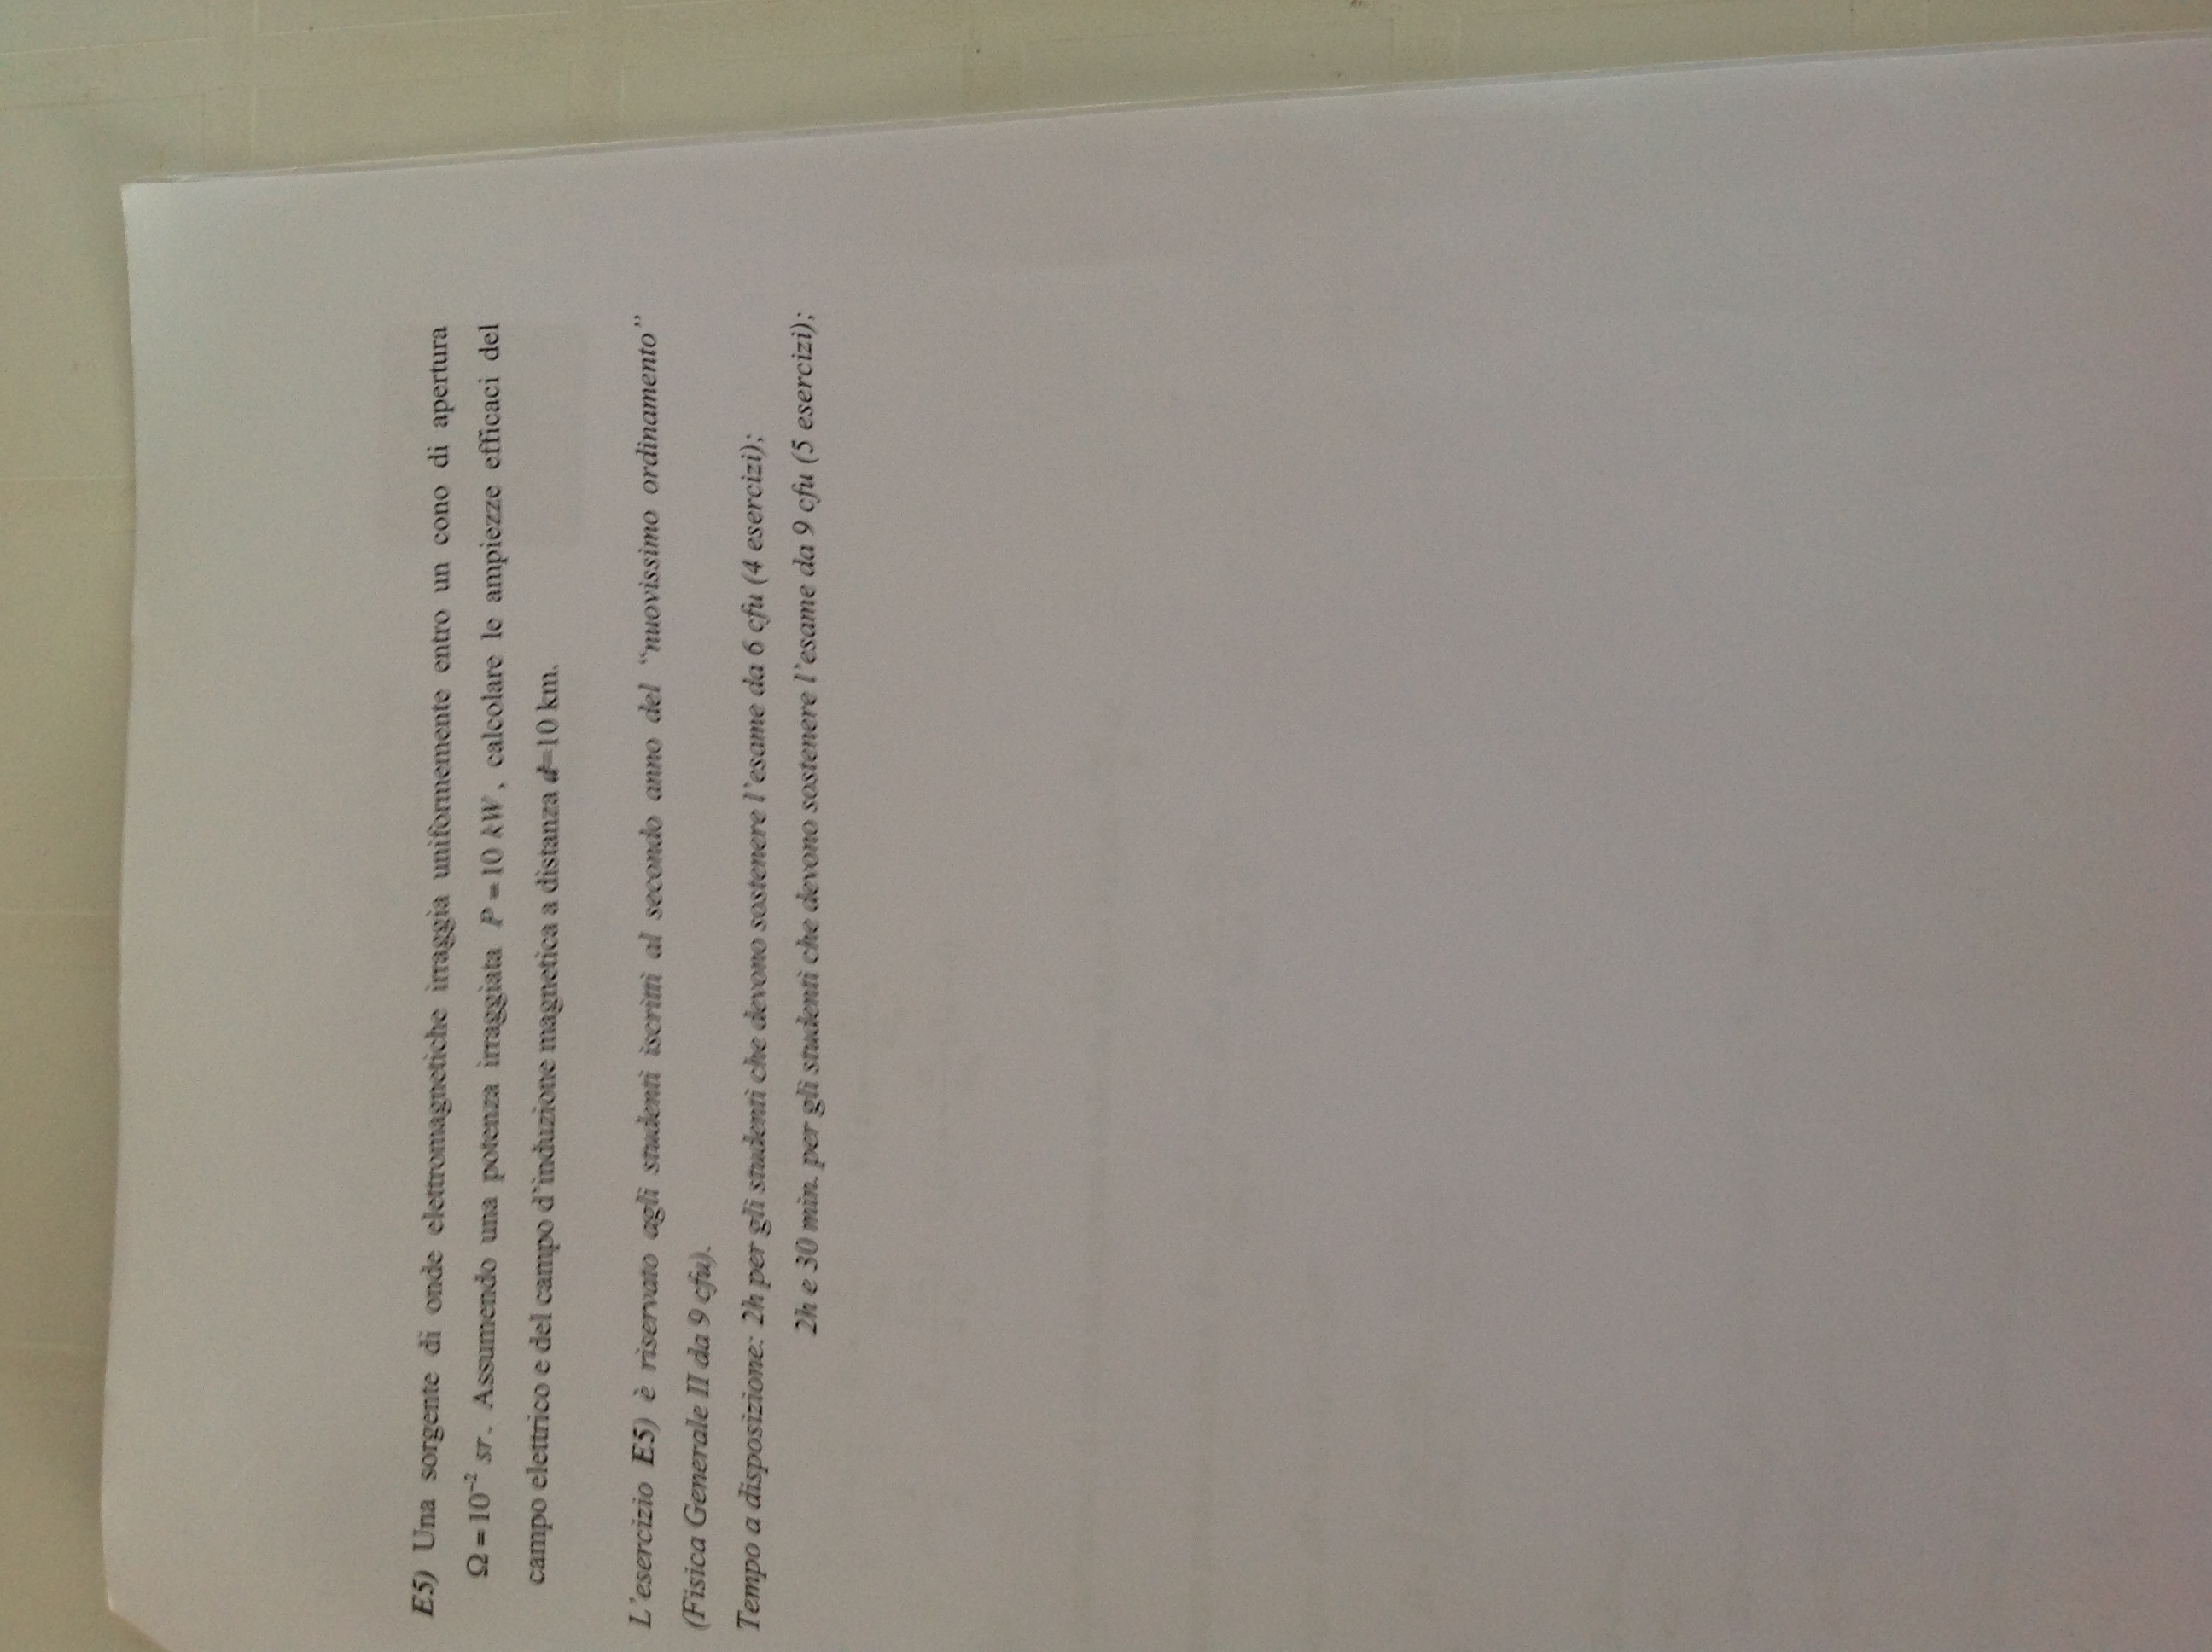 E5) Una sorgente di onde elettromagnetiche irraggia uniformemente entro un cono di apertura
Ω = 10⁻² sr. Assumendo una potenza irraggiata P = 10 kW, calcolare le ampiezze efficaci del
campo elettrico e del campo d'induzione magnetica a distanza d=10 km.
L'esercizio E5) è riservato agli studenti iscritti al secondo anno del “nuovissimo ordinamento”
(Fisica Generale II da 9 cfu).
Tempo a disposizione: 2h per gli studenti che devono sostenere l'esame da 6 cfu (4 esercizi);
2h e 30 min. per gli studenti che devono sostenere l'esame da 9 cfu (5 esercizi);